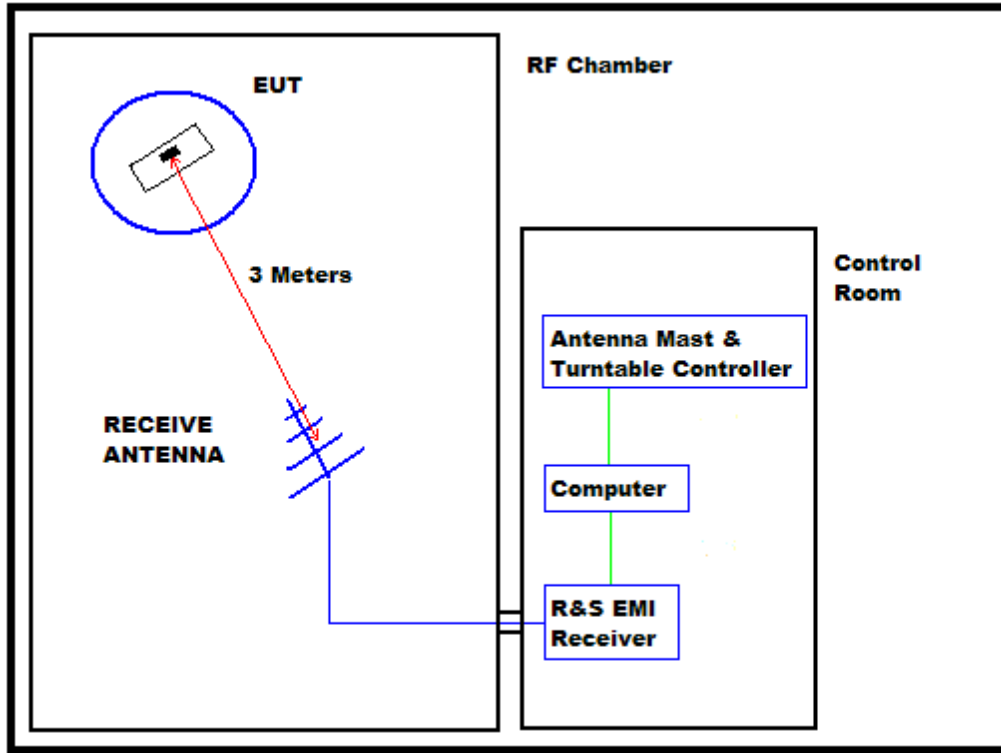 RF Chamber
EUT
3 Meters
RECEIVE
ANTENNA
Control
Room
Antenna Mast &
Turntable Controller
Computer
R&S EMI
Receiver